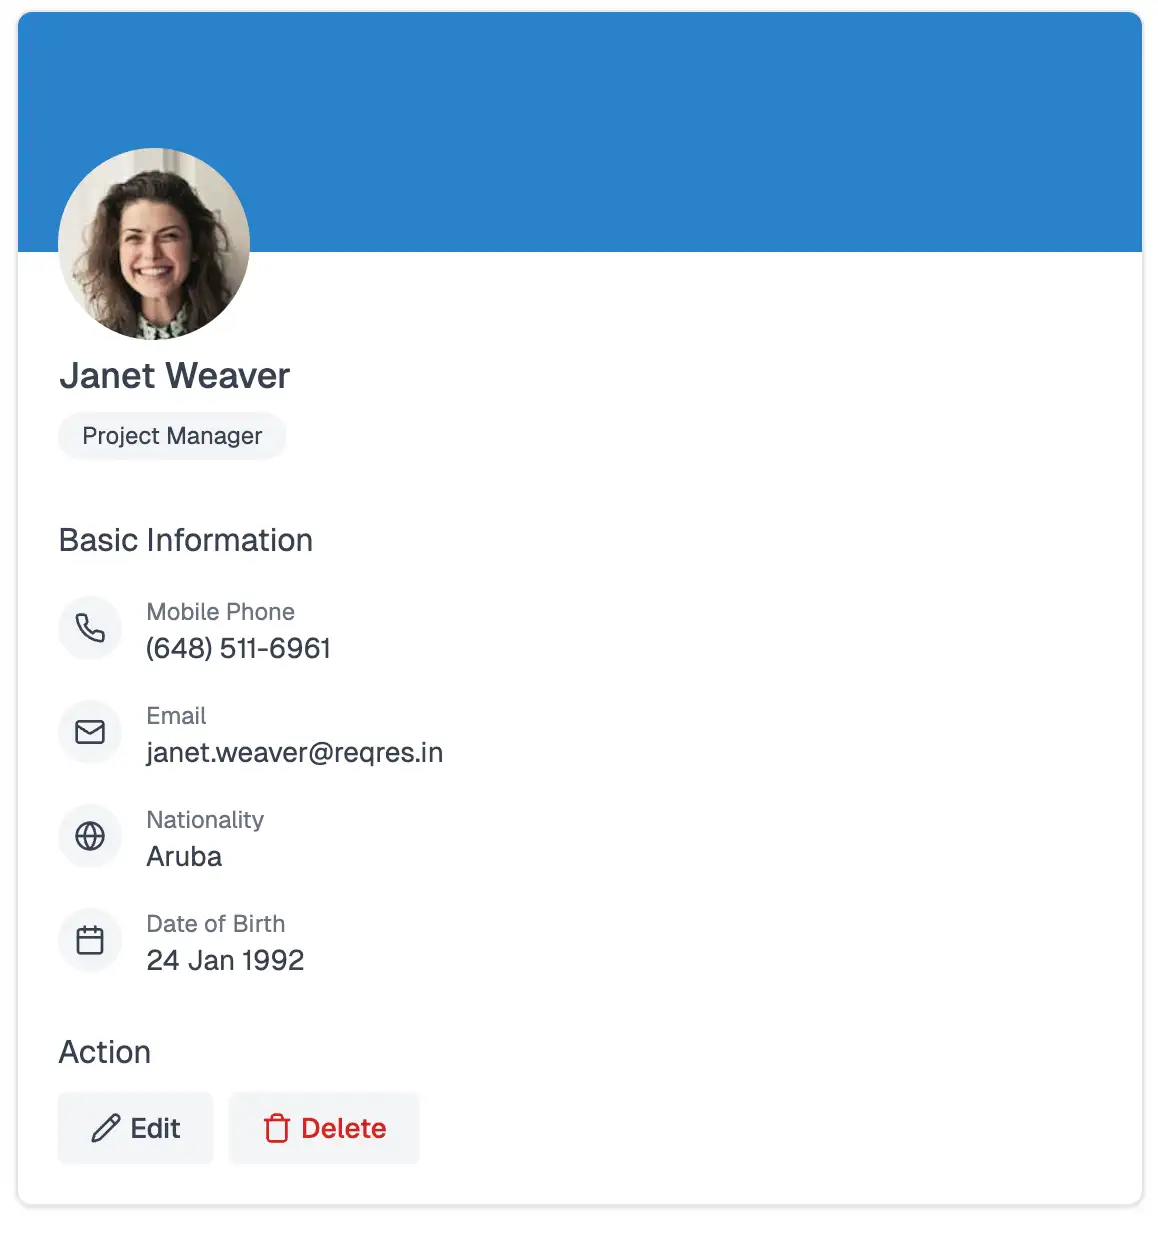 Janet Weaver
Project Manager
Basic Information
Mobile Phone
(648) 511-6961
Email
janet.weaver@reqres.in
Nationality
Aruba
Date of Birth
24 Jan 1992
Action
Edit
Delete